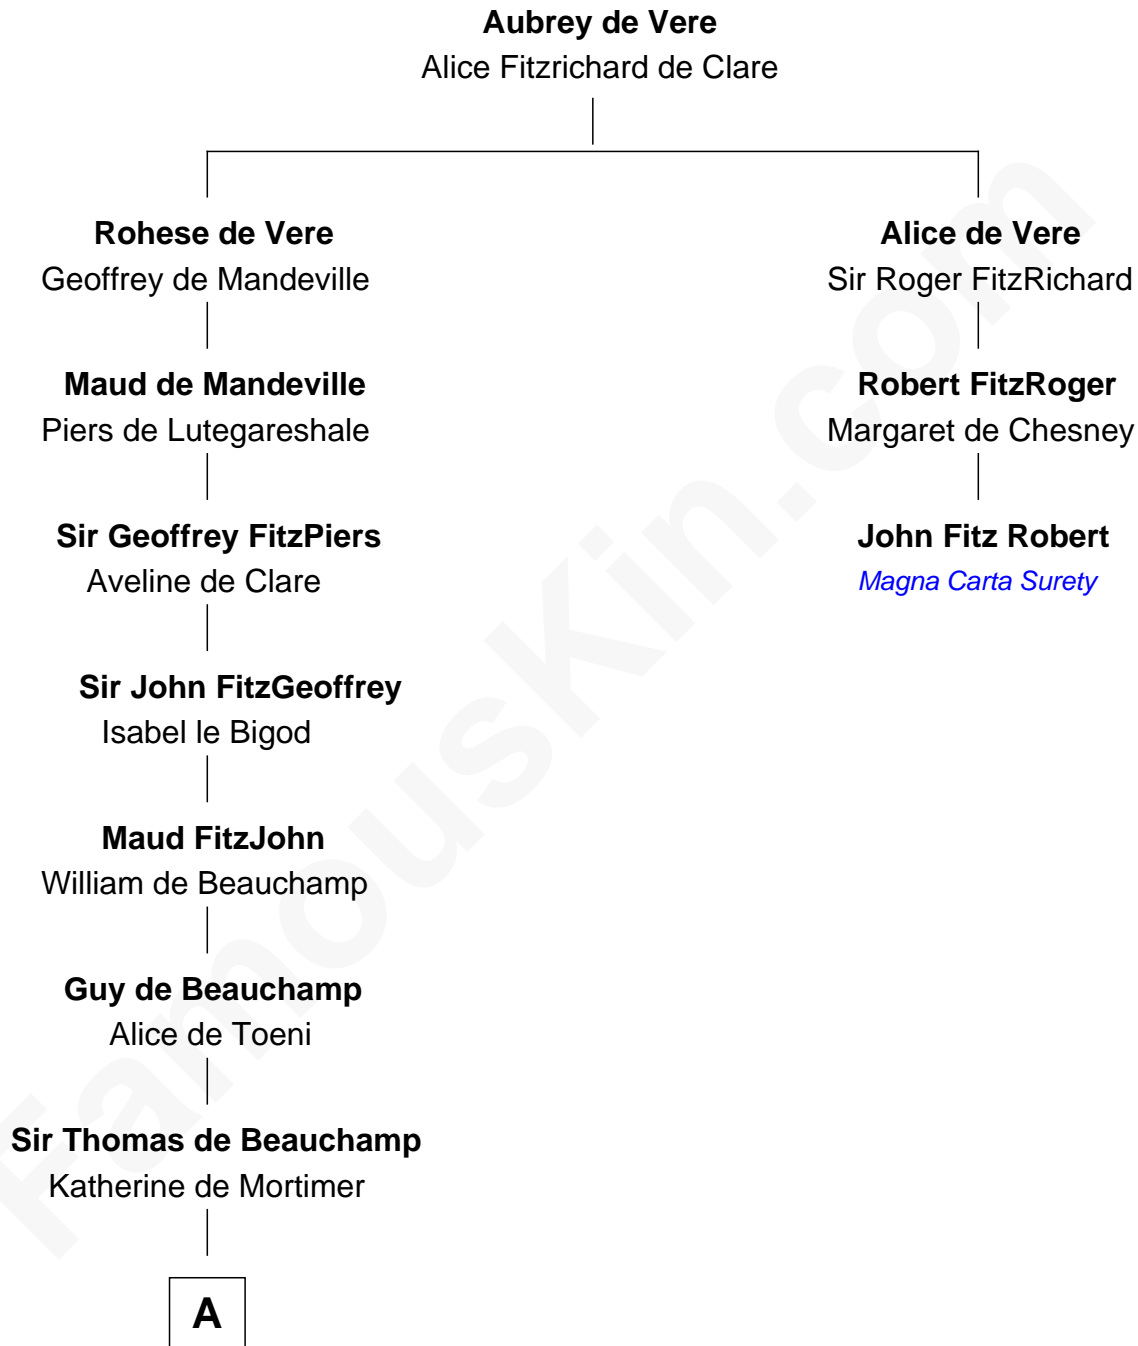 Aubrey de Vere
Alice Fitzrichard de Clare
Rohese de Vere
Geoffrey de Mandeville
Alice de Vere
Sir Roger FitzRichard
Maud de Mandeville
Piers de Lutegareshale
Robert FitzRoger
Margaret de Chesney
Sir Geoffrey FitzPiers
Aveline de Clare
John Fitz Robert
Magna Carta Surety
Sir John FitzGeoffrey
Isabel le Bigod
Maud FitzJohn
William de Beauchamp
Guy de Beauchamp
Alice de Toeni
Sir Thomas de Beauchamp
Katherine de Mortimer
A
FamousKin.com